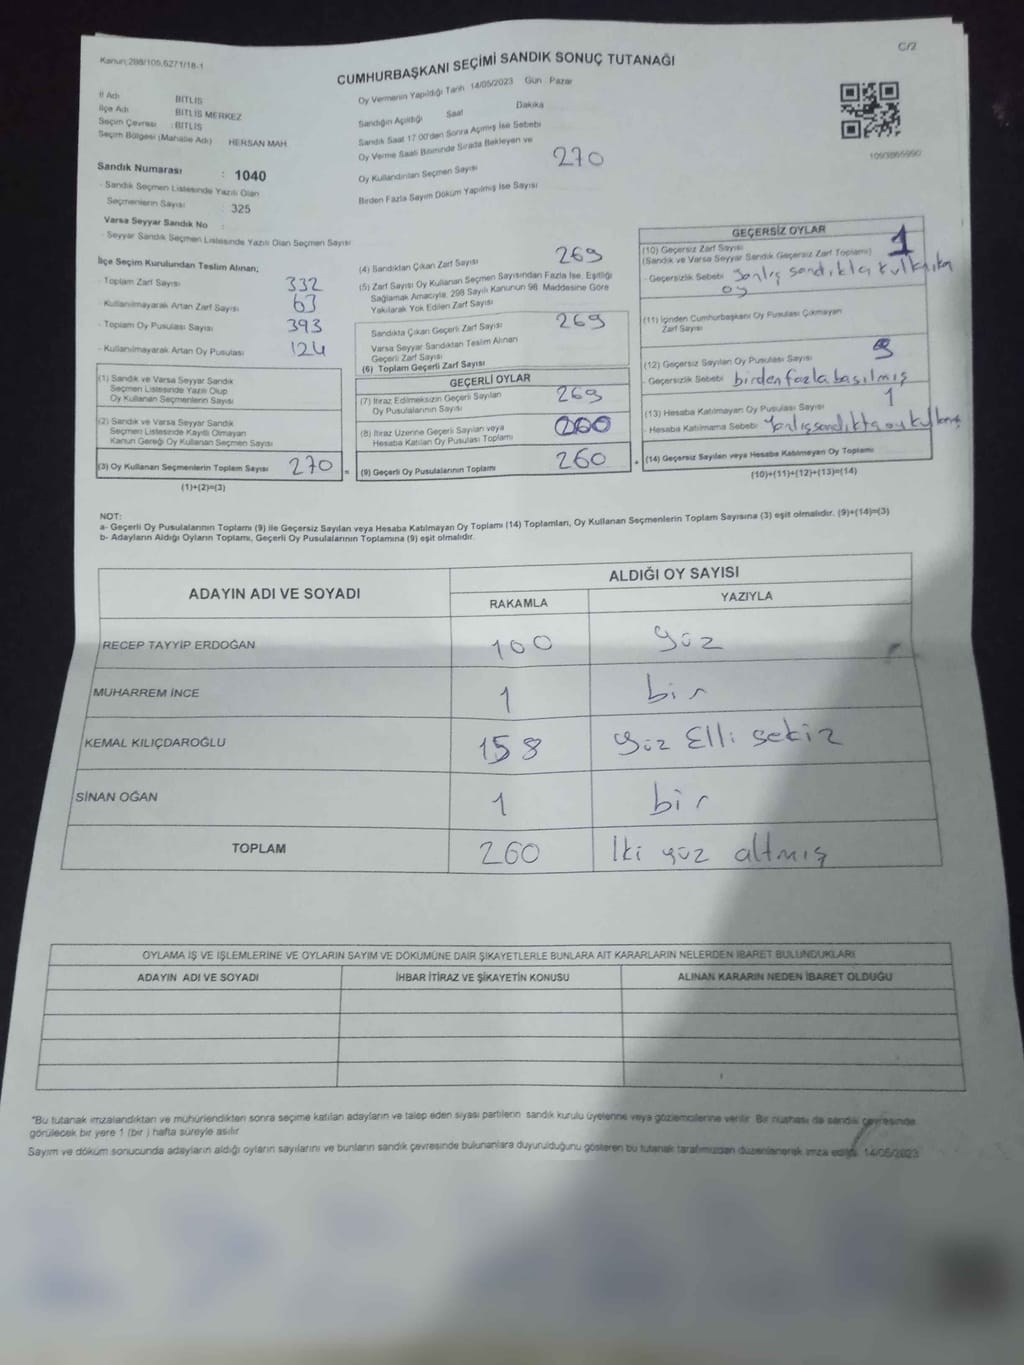 C/2
Kanun: 298/105,6271/18-1
CUMHURBAŞKANI SEÇİMİ SANDIK SONUÇ TUTANAĞI
İl Adı BİTLİS
İlçe Adı BİTLİS MERKEZ
Seçim Çevresi : BİTLİS
Seçim Bölgesi (Mahalle Adı) HERSAN MAH.
Oy Vermenin Yapıldığı Tarih 14/05/2023 Gün : Pazar
Sandığın Açıldığı Saat Dakika
Sandık Saat 17:00'den Sonra Açılmış İse Sebebi
Oy Verme Saati Bitiminde Sırada Bekleyen ve
Oy Kullandırılan Seçmen Sayısı 270
Birden Fazla Sayım Döküm Yapılmış İse Sayısı
1093865990
Sandık Numarası : 1040
- Sandık Seçmen Listesinde Yazılı Olan
Seçmenlerin Sayısı : 325
Varsa Seyyar Sandık No
- Seyyar Sandık Seçmen Listesinde Yazılı Olan Seçmen Sayısı
İlçe Seçim Kurulundan Teslim Alınan;
- Toplam Zarf Sayısı 332
- Kullanılmayarak Artan Zarf Sayısı 63
- Toplam Oy Pusulası Sayısı 393
- Kullanılmayarak Artan Oy Pusulası 124
(1) Sandık ve Varsa Seyyar Sandık
Seçmen Listesinde Yazılı Olup
Oy Kullanan Seçmenlerin Sayısı
(2) Sandık ve Varsa Seyyar Sandık
Seçmen Listesinde Kayıtlı Olmayan
Kanun Gereği Oy Kullanan Seçmen Sayısı
(3) Oy Kullanan Seçmenlerin Toplam Sayısı 270 =
(1)+(2)=(3)
(4) Sandıktan Çıkan Zarf Sayısı 269
(5) Zarf Sayısı Oy Kullanan Seçmen Sayısından Fazla İse, Eşitliği
Sağlamak Amacıyla, 298 Sayılı Kanunun 98. Maddesine Göre
Yakılarak Yok Edilen Zarf Sayısı
Sandıkta Çıkan Geçerli Zarf Sayısı 269
Varsa Seyyar Sandıktan Teslim Alınan
Geçerli Zarf Sayısı
(6) Toplam Geçerli Zarf Sayısı
GEÇERLİ OYLAR
(7) İtiraz Edilmeksizin Geçerli Sayılan
Oy Pusulalarının Sayısı 269
(8) İtiraz Üzerine Geçerli Sayılan veya
Hesaba Katılan Oy Pusulası Toplamı 260
(9) Geçerli Oy Pusulalarının Toplamı 260 +
GEÇERSİZ OYLAR
(10) Geçersiz Zarf Sayısı
(Sandık ve Varsa Seyyar Sandık Geçersiz Zarf Toplamı) 1
- Geçersizlik Sebebi Yanlış sandıkla
oy
(11) İçinden Cumhurbaşkanı Oy Pusulası Çıkmayan
Zarf Sayısı
(12) Geçersiz Sayılan Oy Pusulası Sayısı
- Geçersizlik Sebebi birden fazla basılmış
(13) Hesaba Katılmayan Oy Pusulası Sayısı 1
- Hesaba Katılmama Sebebi Yanlış sandıkta oy
(14) Geçersiz Sayılan veya Hesaba Katılmayan Oy Toplamı
(10)+(11)+(12)+(13)=(14)
NOT:
a- Geçerli Oy Pusulalarının Toplamı (9) ile Geçersiz Sayılan veya Hesaba Katılmayan Oy Toplamı (14) Toplamları, Oy Kullanan Seçmenlerin Toplam Sayısına (3) eşit olmalıdır. (9)+(14)=(3)
b- Adayların Aldığı Oyların Toplamı, Geçerli Oy Pusulalarının Toplamına (9) eşit olmalıdır.
ADAYIN ADI VE SOYADI ALDIĞI OY SAYISI
RAKAMLA YAZIYLA
RECEP TAYYİP ERDOĞAN 100 yüz
MUHARREM İNCE 1 bir
KEMAL KILIÇDAROĞLU 158 yüz Elli sekiz
SİNAN OĞAN 1 bir
TOPLAM 260 İki yüz altmış
OYLAMA İŞ VE İŞLEMLERİNE VE OYLARIN SAYIM VE DÖKÜMÜNE DAİR ŞİKAYETLERLE BUNLARA AİT KARARLARIN NELERDEN İBARET BULUNDUKLARI
ADAYIN ADI VE SOYADI İHBAR İTİRAZ VE ŞİKAYETİN KONUSU ALINAN KARARIN NEDEN İBARET OLDUĞU
*Bu tutanak imzalandıktan ve mühürlendikten sonra seçime katılan adayların ve talep eden siyasi partilerin sandık kurulu üyelerine veya gözlemcilerine verilir. Bir nüshası da sandık çevresinde
görülecek bir yere 1 (bir ) hafta süreyle asılır
Sayım ve döküm sonucunda adayların aldığı oyların sayılarını ve bunların sandık çevresinde bulunanlara duyurulduğunu gösteren bu tutanak tarafımızdan düzenlenerek imza edildi. 14/05/2023